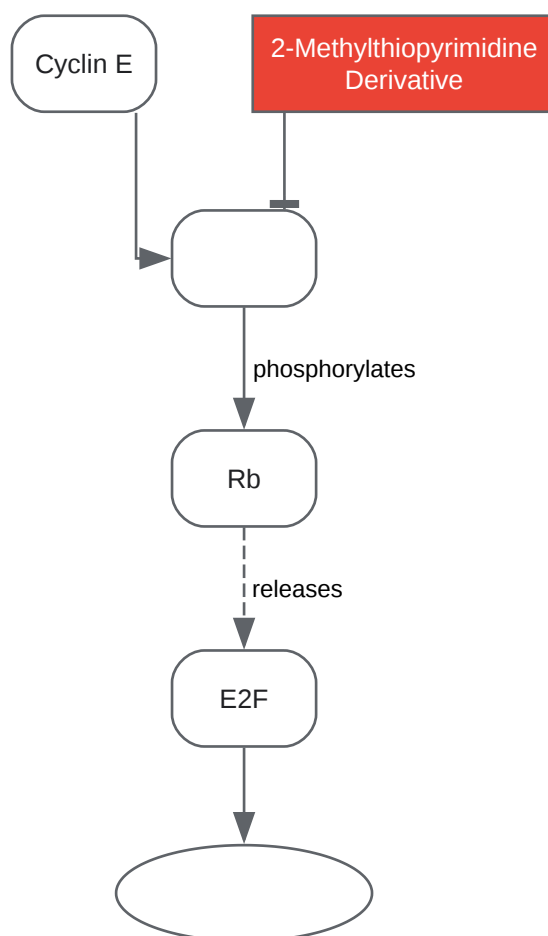 Cyclin E
2-Methylthiopyrimidine
Derivative
phosphorylates
Rb
releases
E2F